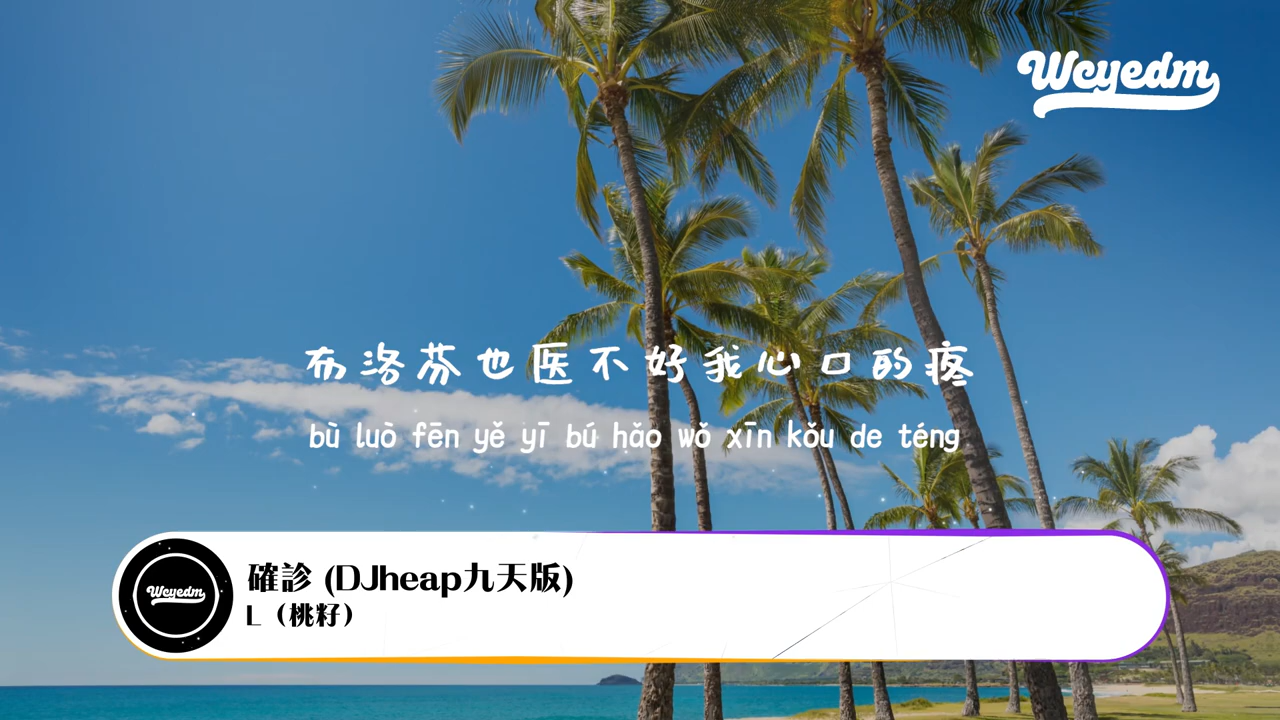 Wcyedm
布洛芬也医不好我心口的疼
bù luò fēn yě yī bú hǎo wǒ xīn kǒu de téng
Wcyedm
確診 (DJheap九天版)
L（桃籽）